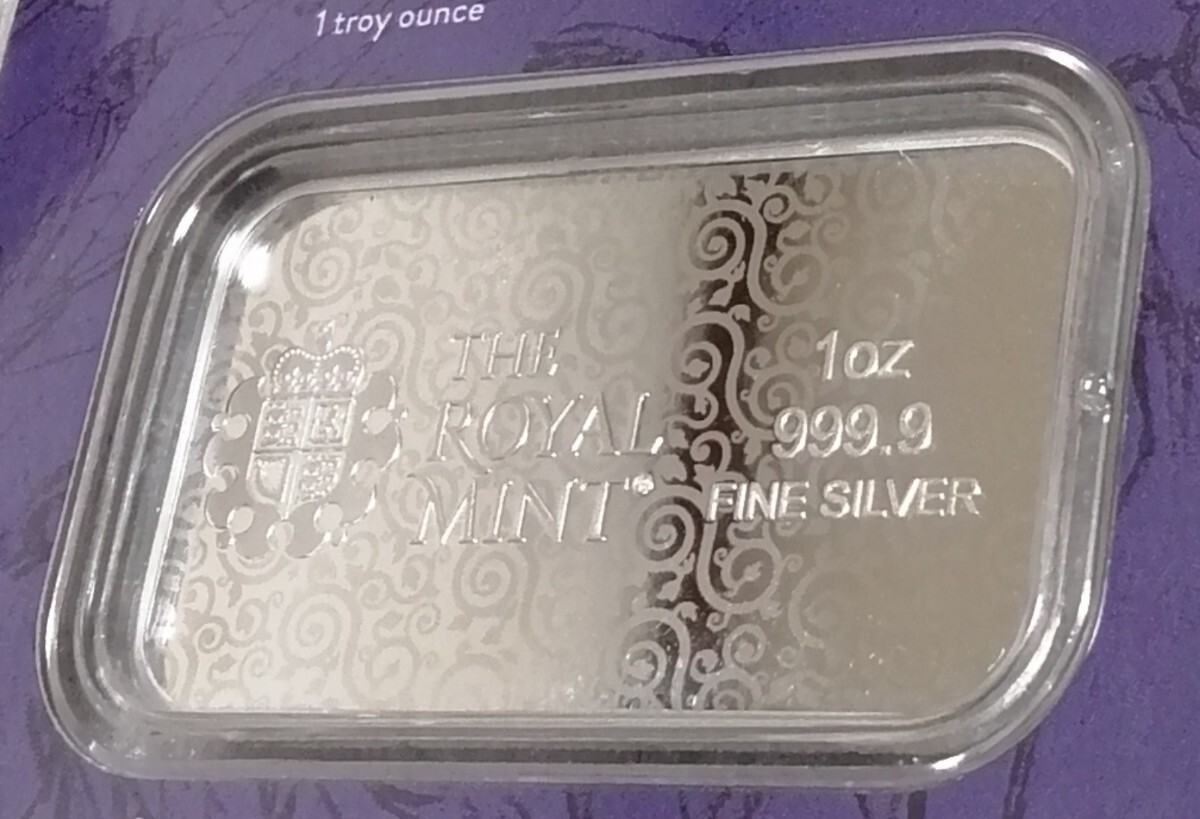 1 troy ounce
THE
ROYAL
MINT®
1oz
999.9
FINE SILVER